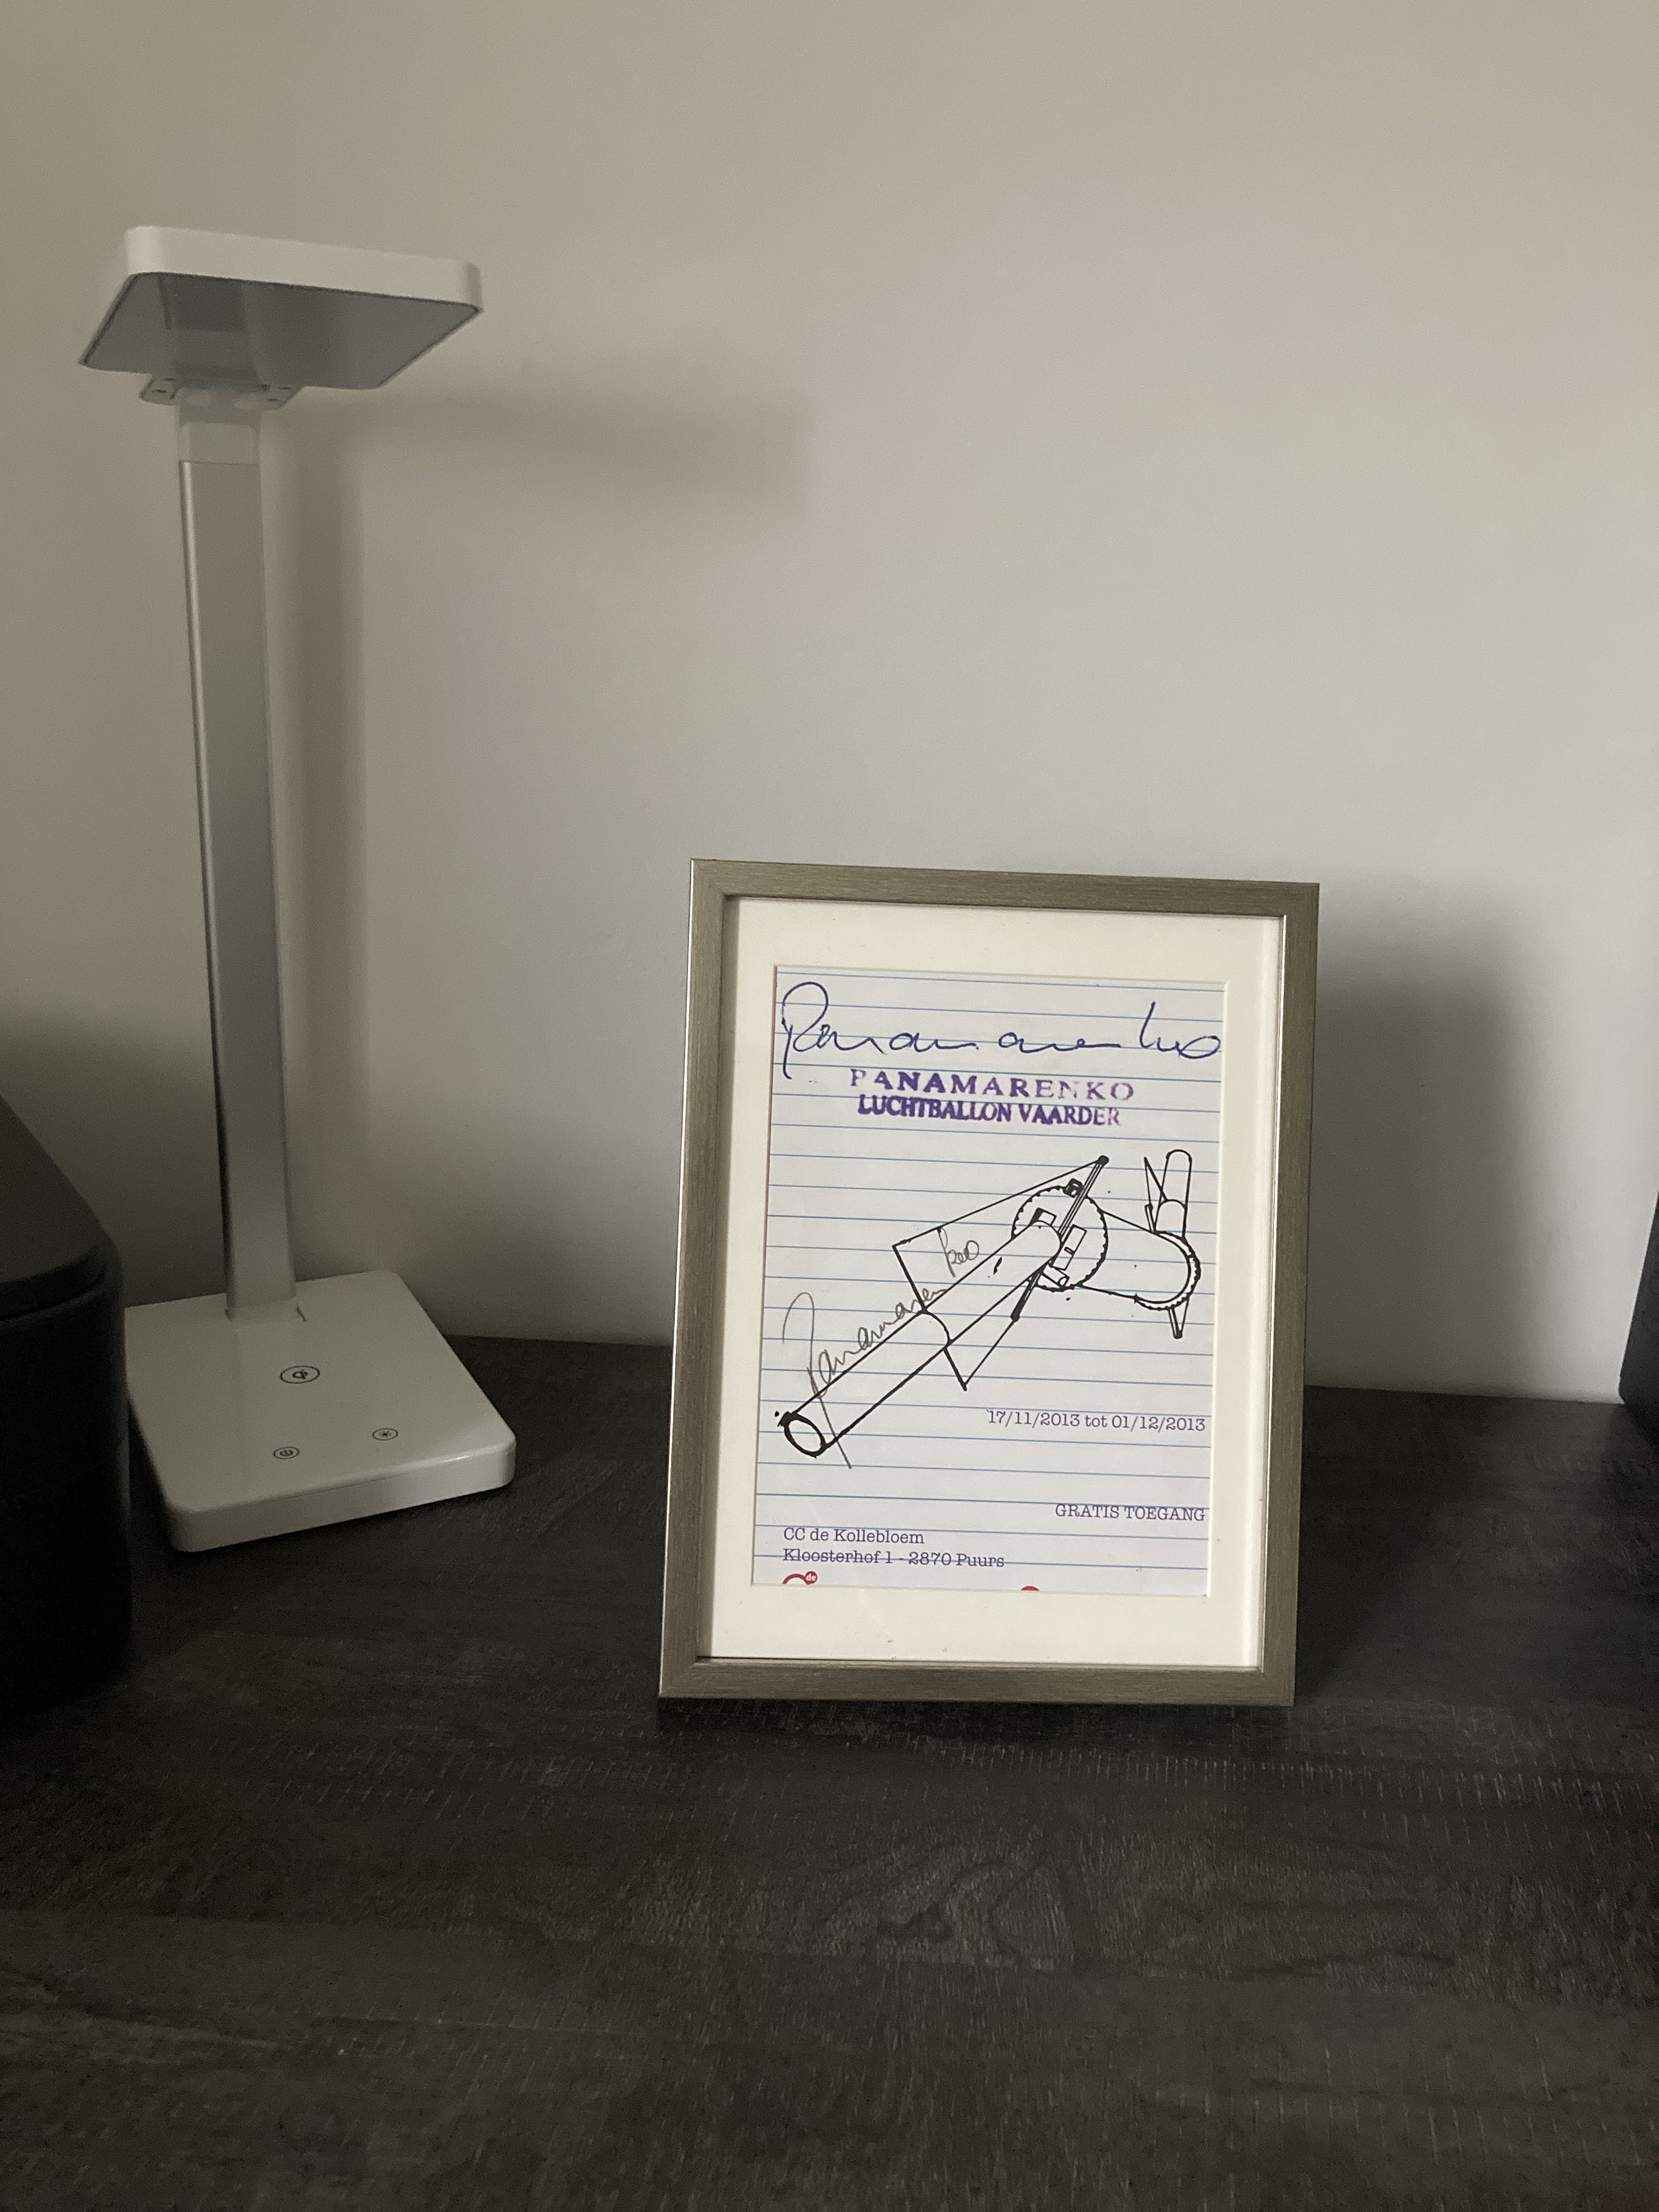 Panamarenko
PANAMARENKO
LUCHTBALLON VAARDER
Panamarenko
17/11/2013 tot 01/12/2013
GRATIS TOEGANG
CC de Kollebloem
Kloosterhof 1 - 2870 Puurs
de